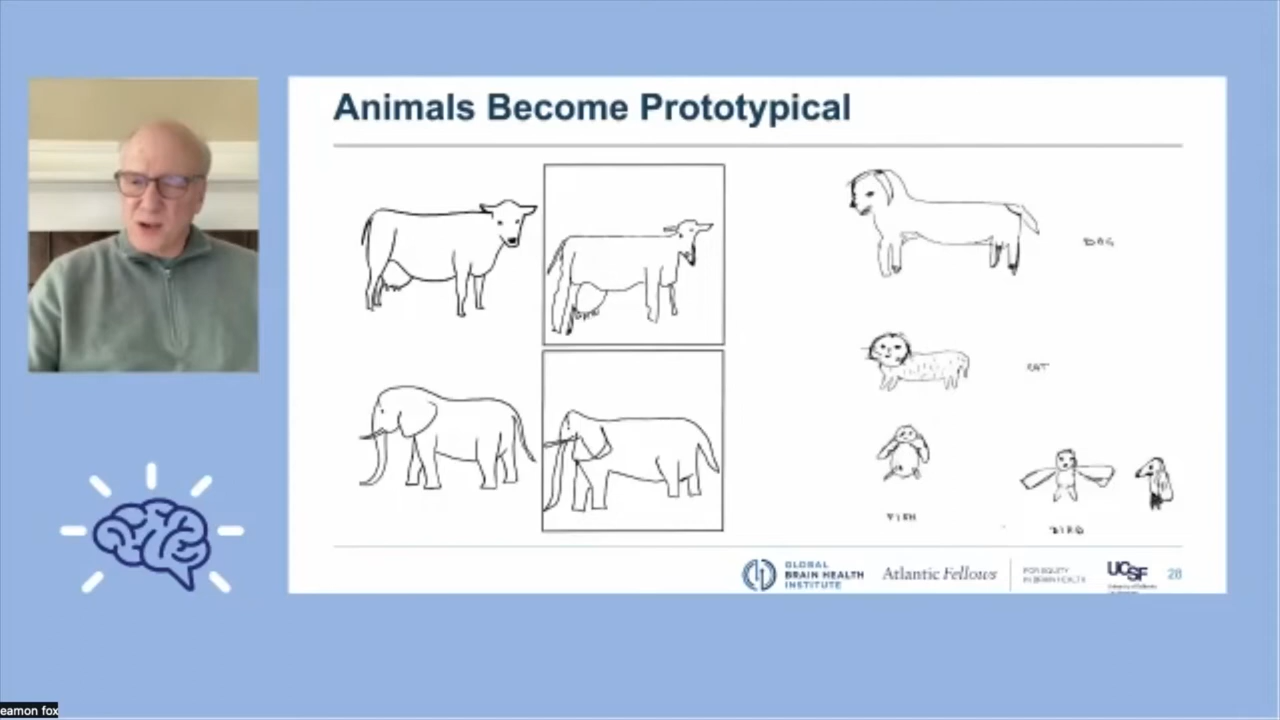 Animals Become Prototypical
DOG
CAT
FISH
BIRD
GLOBAL
BRAIN HEALTH
INSTITUTE
Atlantic Fellows
FOR EQUITY
IN BRAIN HEALTH
UCSF
28
eamon fox